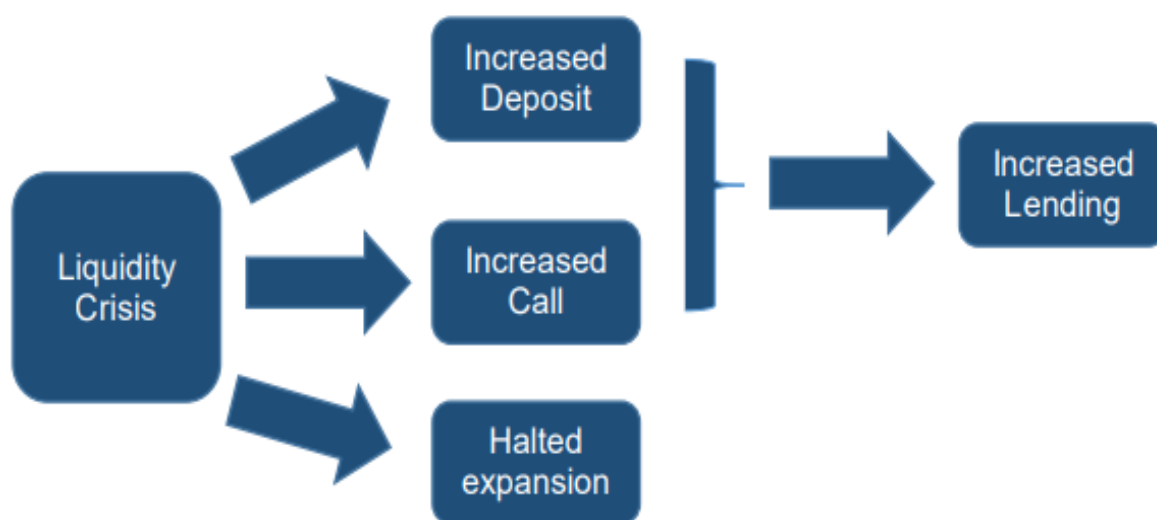 Liquidity
Crisis
Increased
Deposit
Increased
Call
Halted
expansion
Increased
Lending